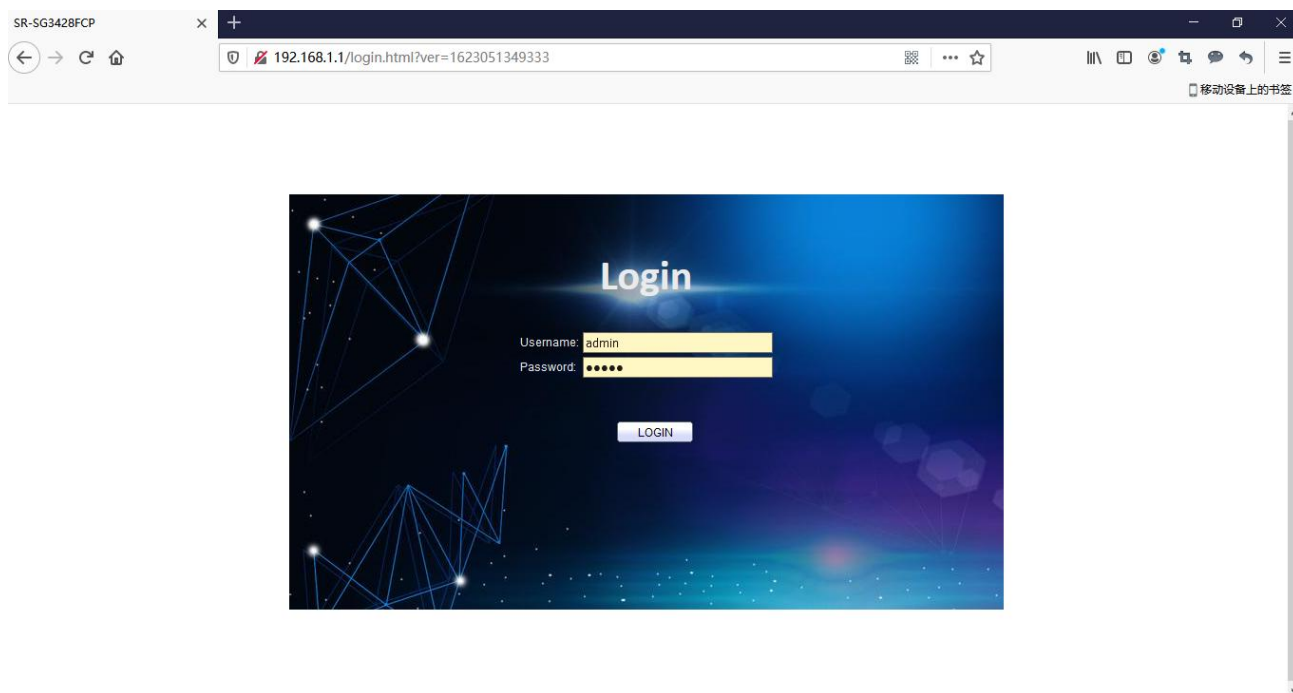 SR-SG3428FCP
192.168.1.1/login.html?ver=1623051349333
移动设备上的书签
Login
Username: admin
Password: ●●●●●
LOGIN